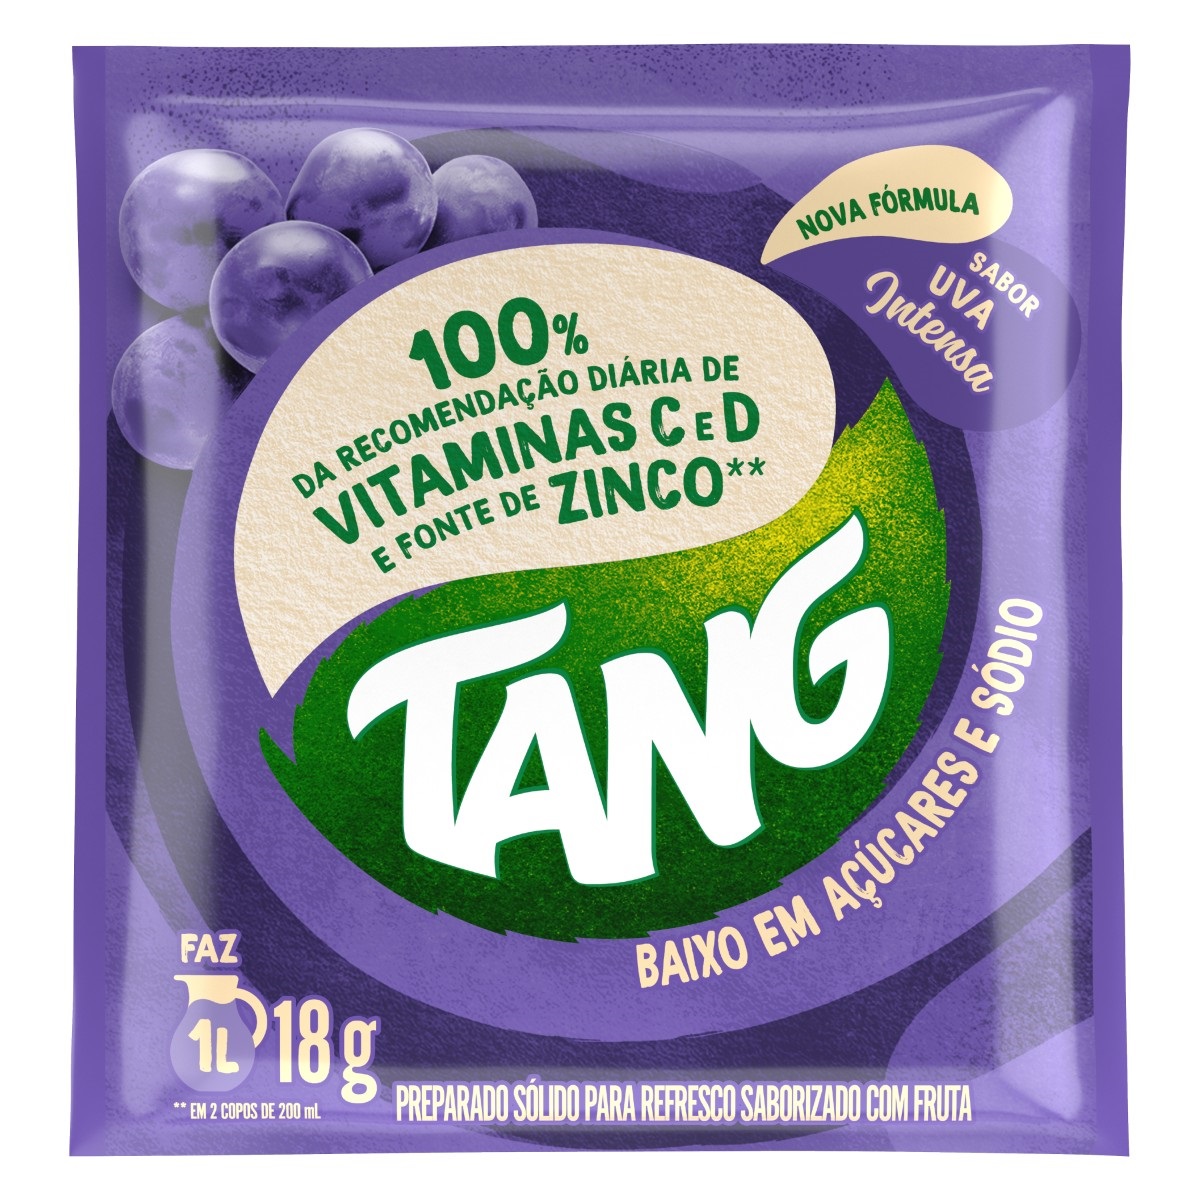 NOVA FÓRMULA
SABOR
UVA
Intensa
100%
DA RECOMENDAÇÃO DIÁRIA DE
VITAMINAS C E D
E FONTE DE ZINCO**
TANG
BAIXO EM AÇÚCARES E SÓDIO
FAZ
1L 18 g
** EM 2 COPOS DE 200 mL
PREPARADO SÓLIDO PARA REFRESCO SABORIZADO COM FRUTA